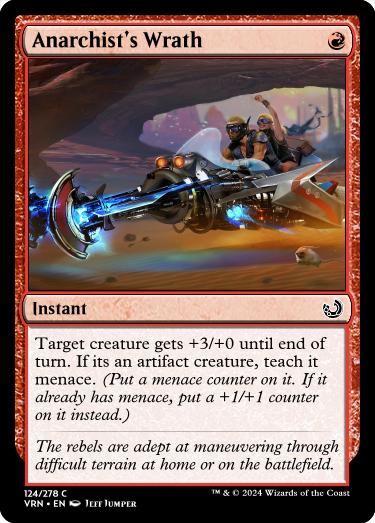 Anarchist's Wrath
Instant
Target creature gets +3/+0 until end of
turn. If its an artifact creature, teach it
menace. (Put a menace counter on it. If it
already has menace, put a +1/+1 counter
on it instead.)
The rebels are adept at maneuvering through
difficult terrain at home or on the battlefield.
124/278 C
VRN • EN Jeff Jumper
™ & © 2024 Wizards of the Coast